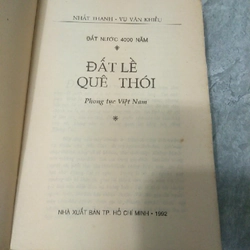 NHẤT THANH - VŨ VĂN KHIẾU
ĐẤT NƯỚC 4000 NĂM
ĐẤT LỀ
QUÊ THÓI
Phong tục Việt Nam
NHÀ XUẤT BẢN TP. HỒ CHÍ MINH - 1992